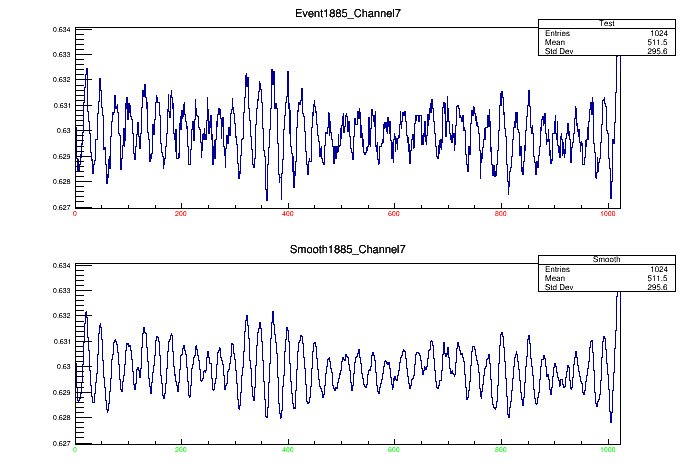 Event1885_Channel7
Test
Entries 1024
Mean 511.5
Std Dev 295.6
0.634
0.633
0.632
0.631
0.63
0.629
0.628
0.627
0 200 400 600 800 1000
Smooth1885_Channel7
Smooth
Entries 1024
Mean 511.5
Std Dev 295.6
0.634
0.633
0.632
0.631
0.63
0.629
0.628
0.627
0 200 400 600 800 1000